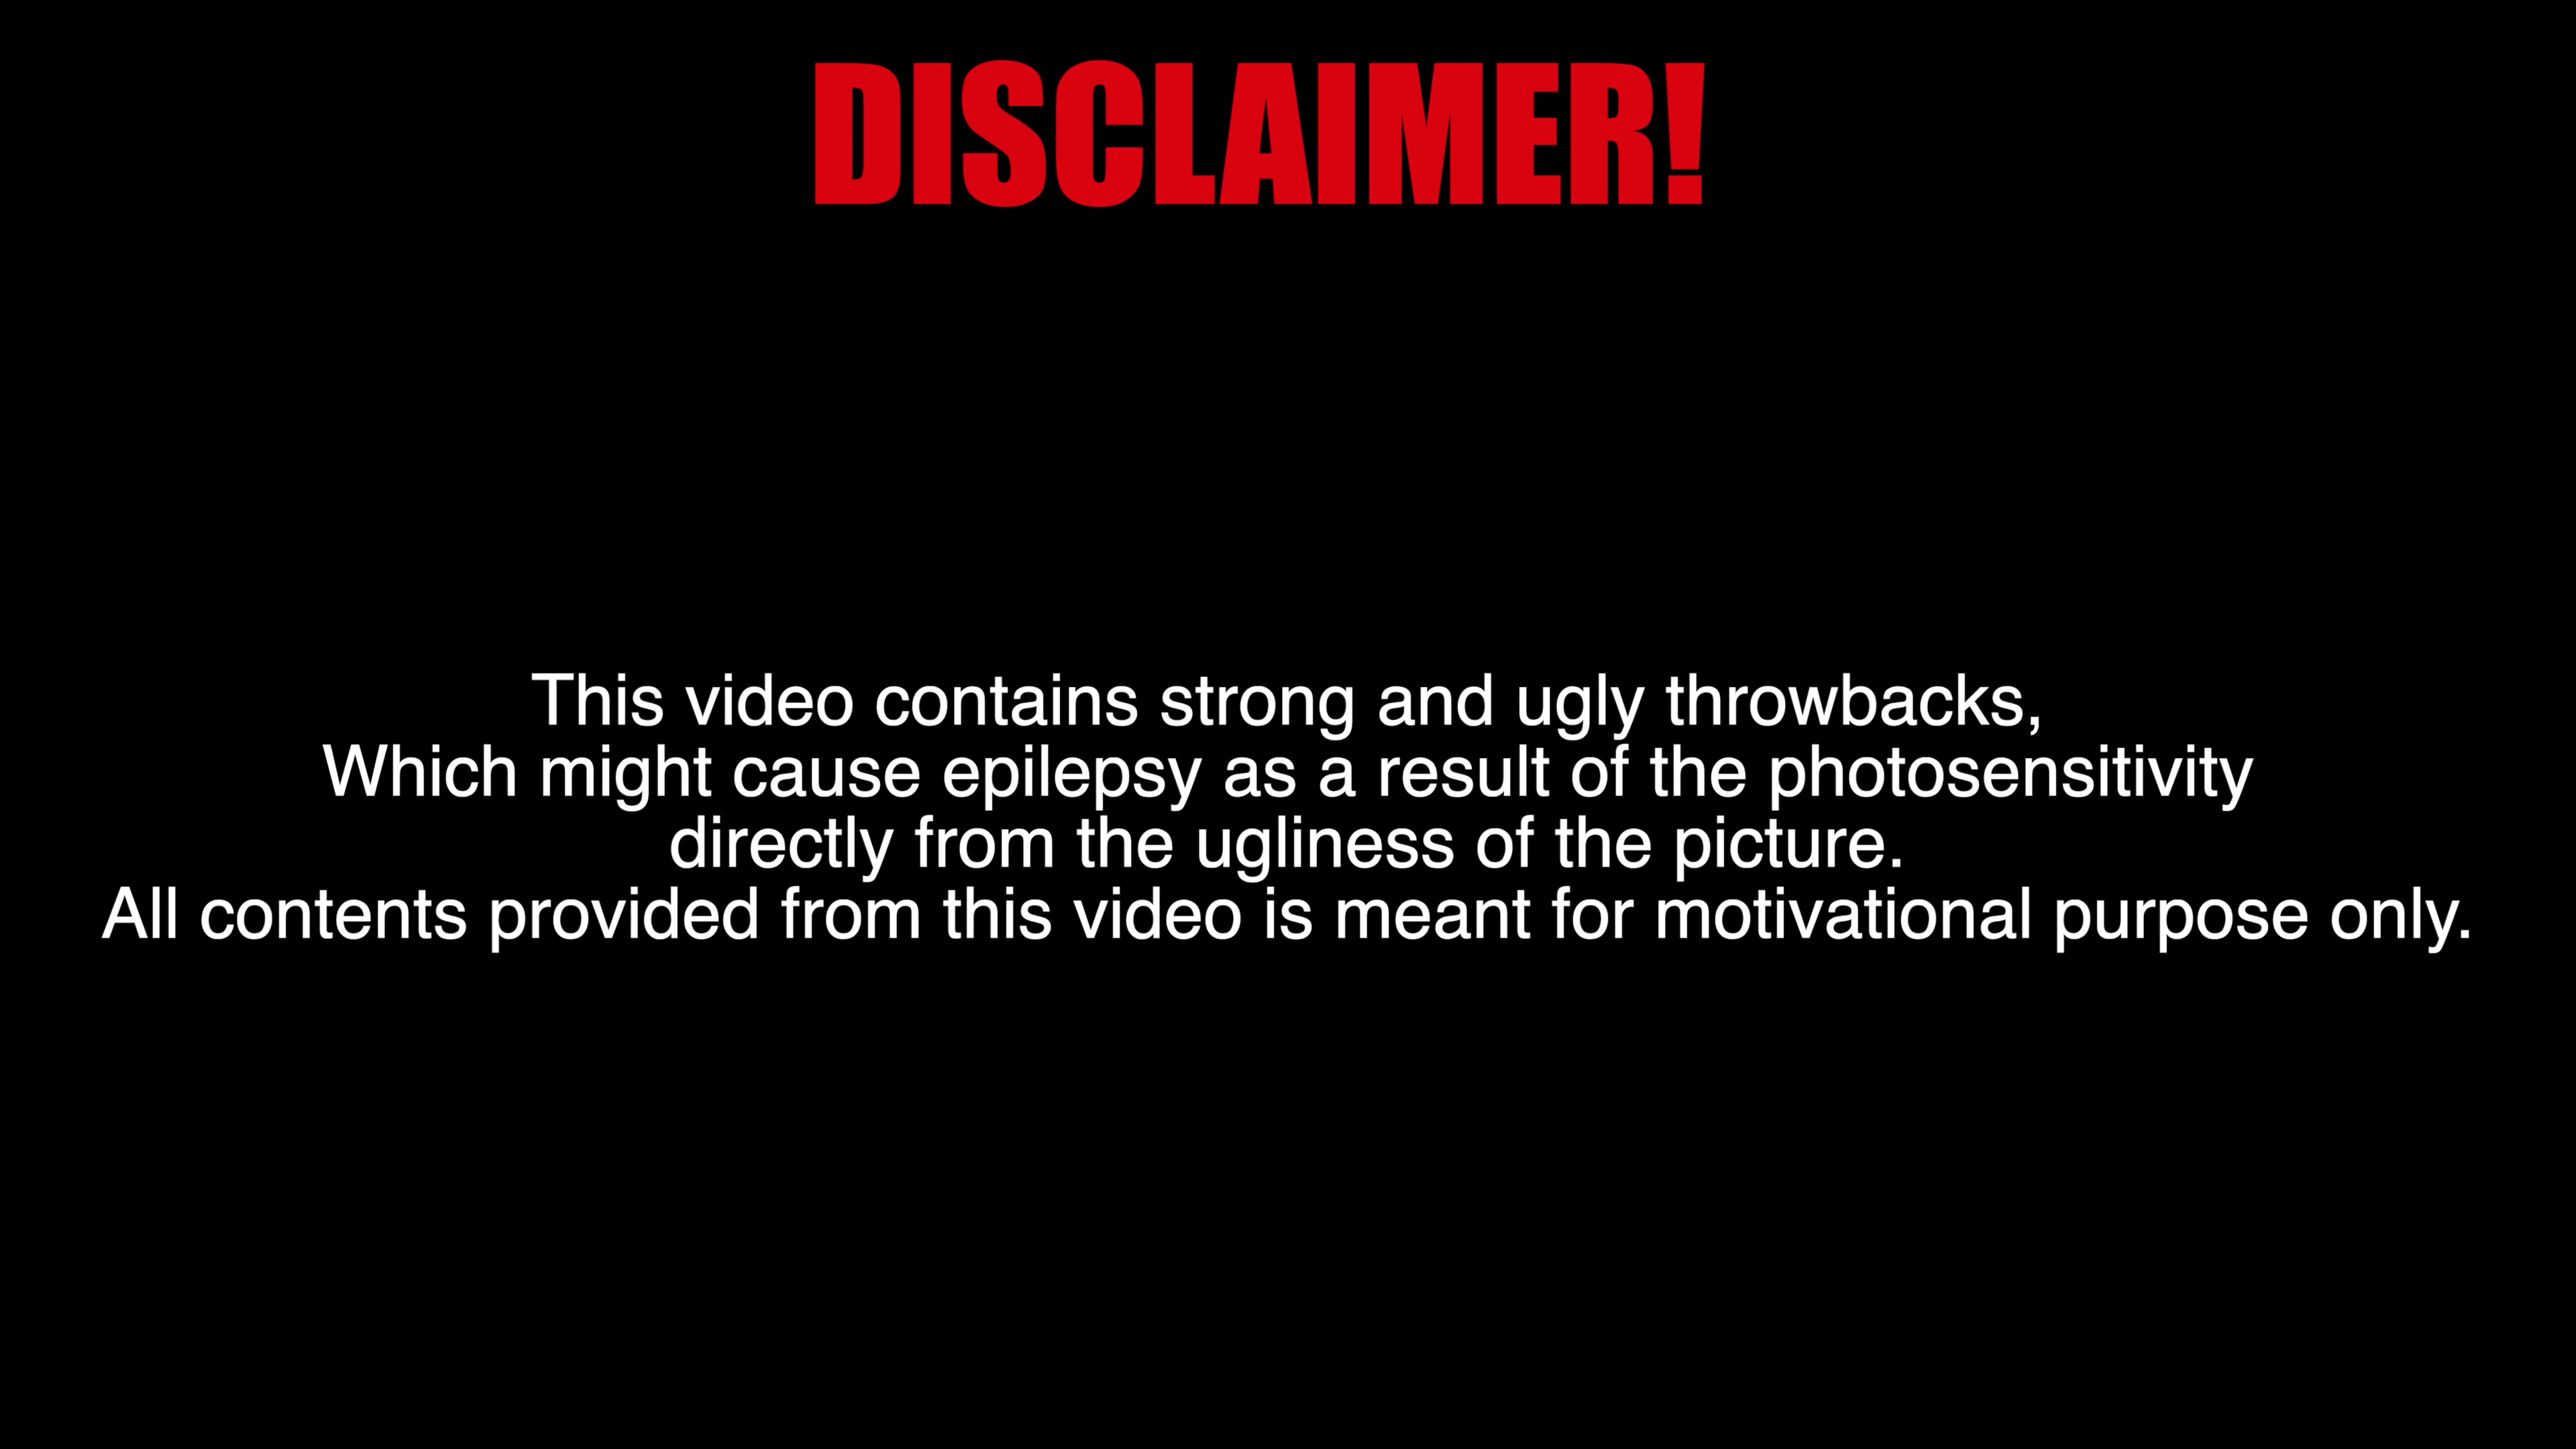 DISCLAIMER!
This video contains strong and ugly throwbacks,
Which might cause epilepsy as a result of the photosensitivity
directly from the ugliness of the picture.
All contents provided from this video is meant for motivational purpose only.